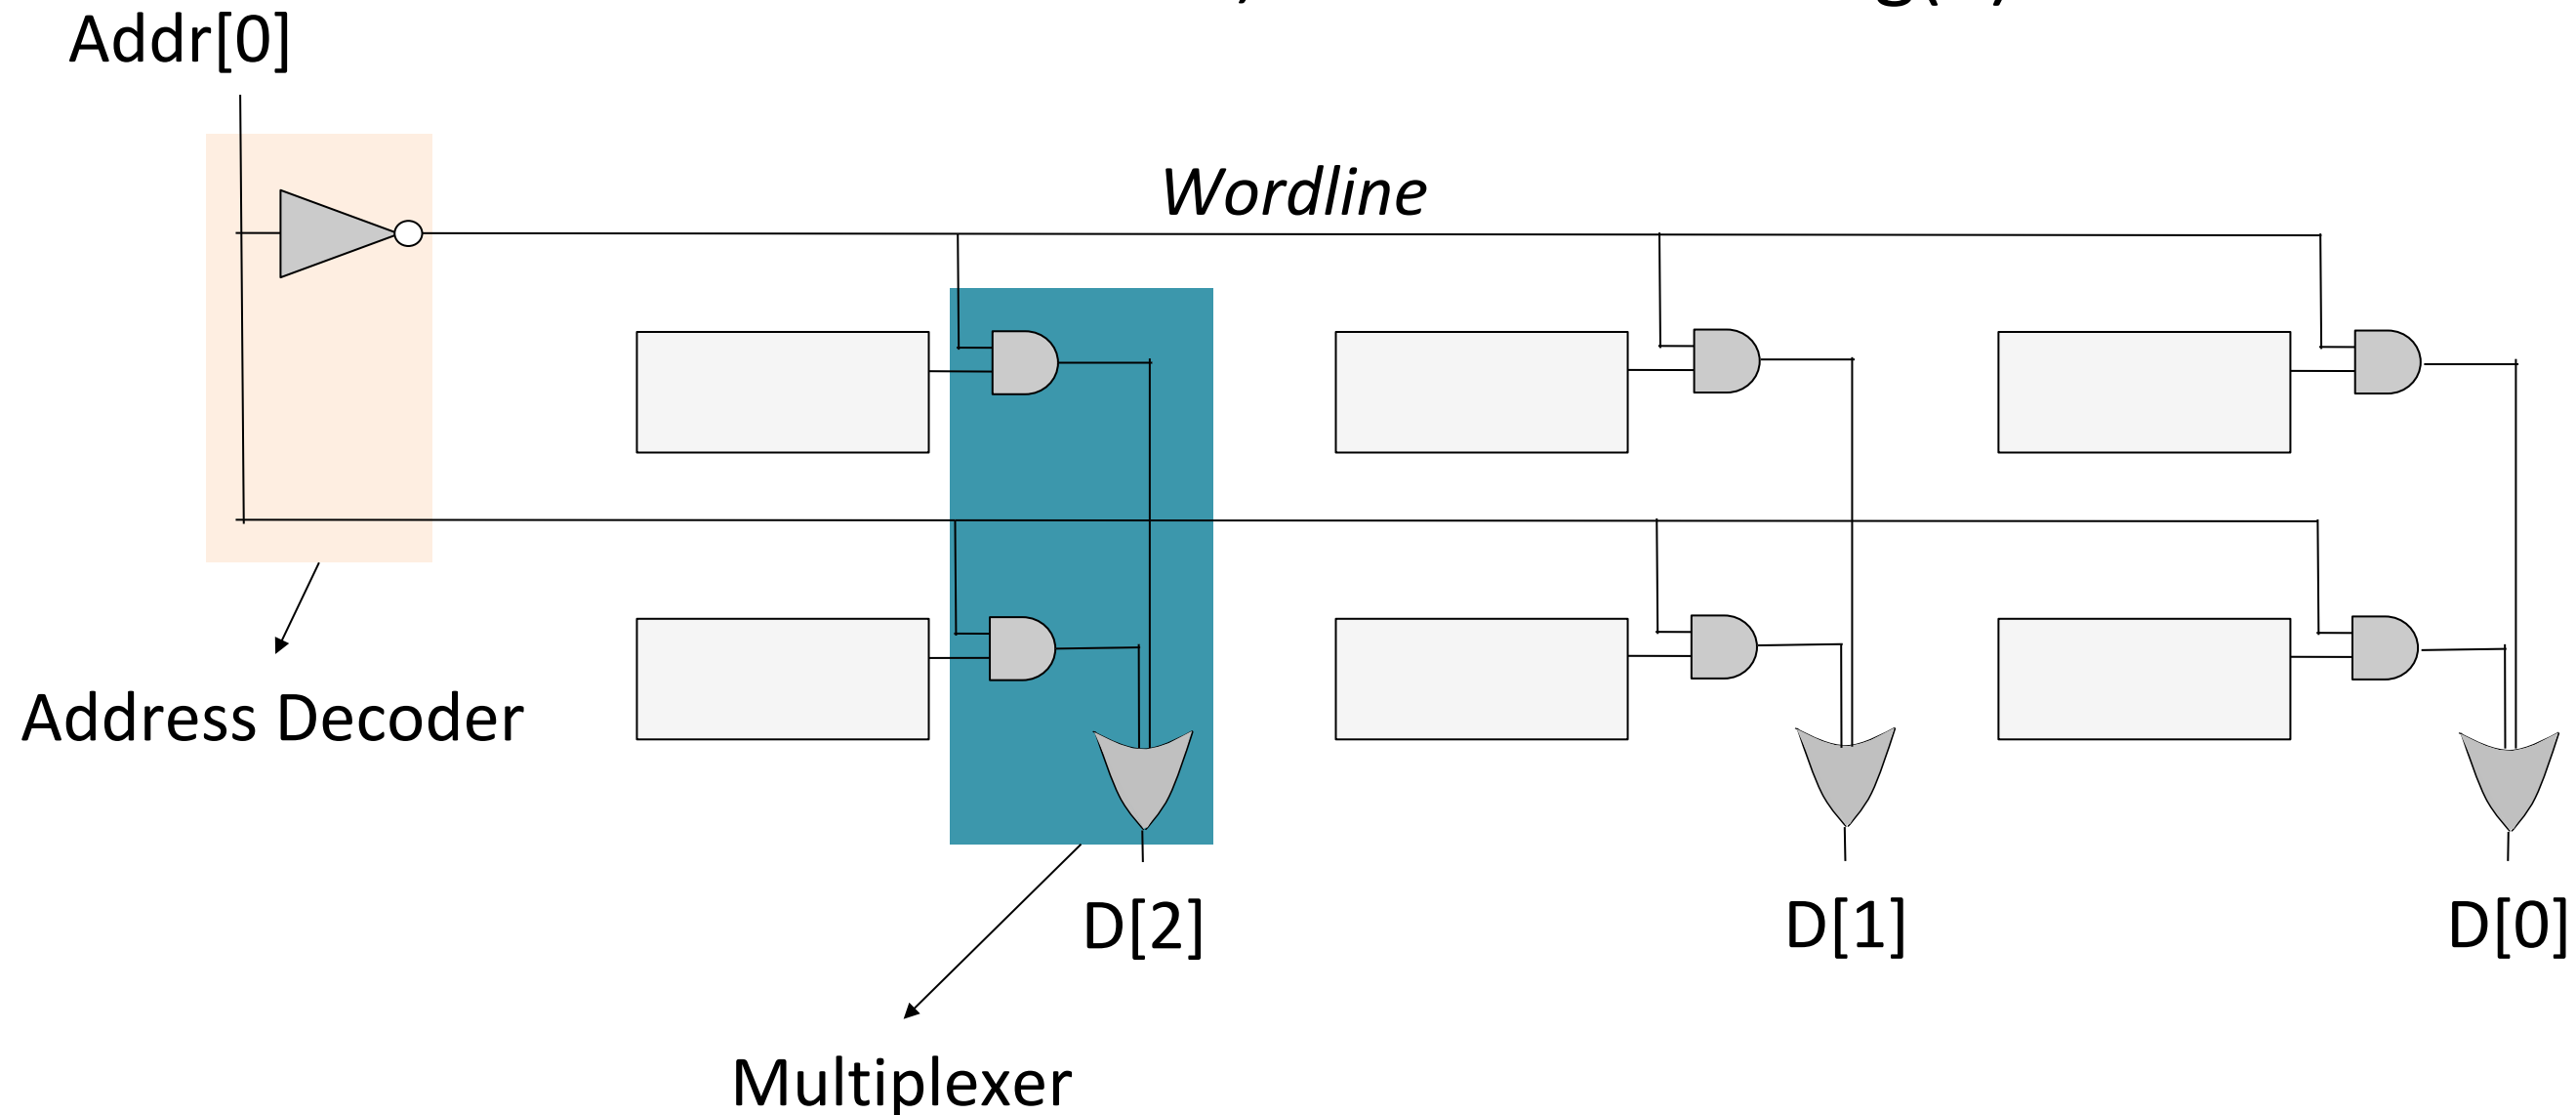 Addr[0]
Wordline
Address Decoder
D[2]
D[1]
D[0]
Multiplexer